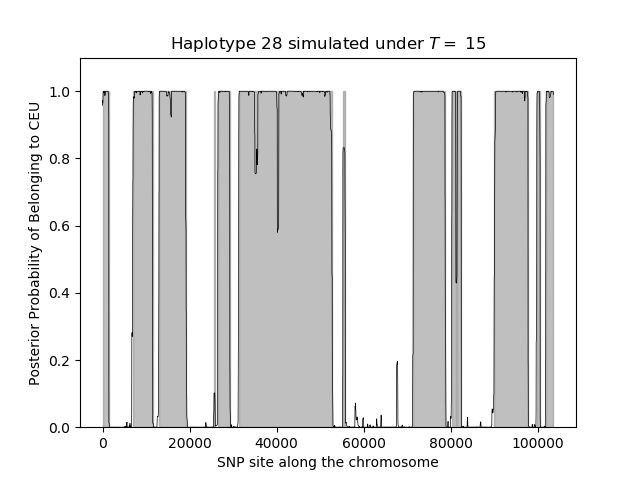 Haplotype 28 simulated under T = 15
Posterior Probability of Belonging to CEU
1.0
0.8
0.6
0.4
0.2
0.0
0 20000 40000 60000 80000 100000
SNP site along the chromosome